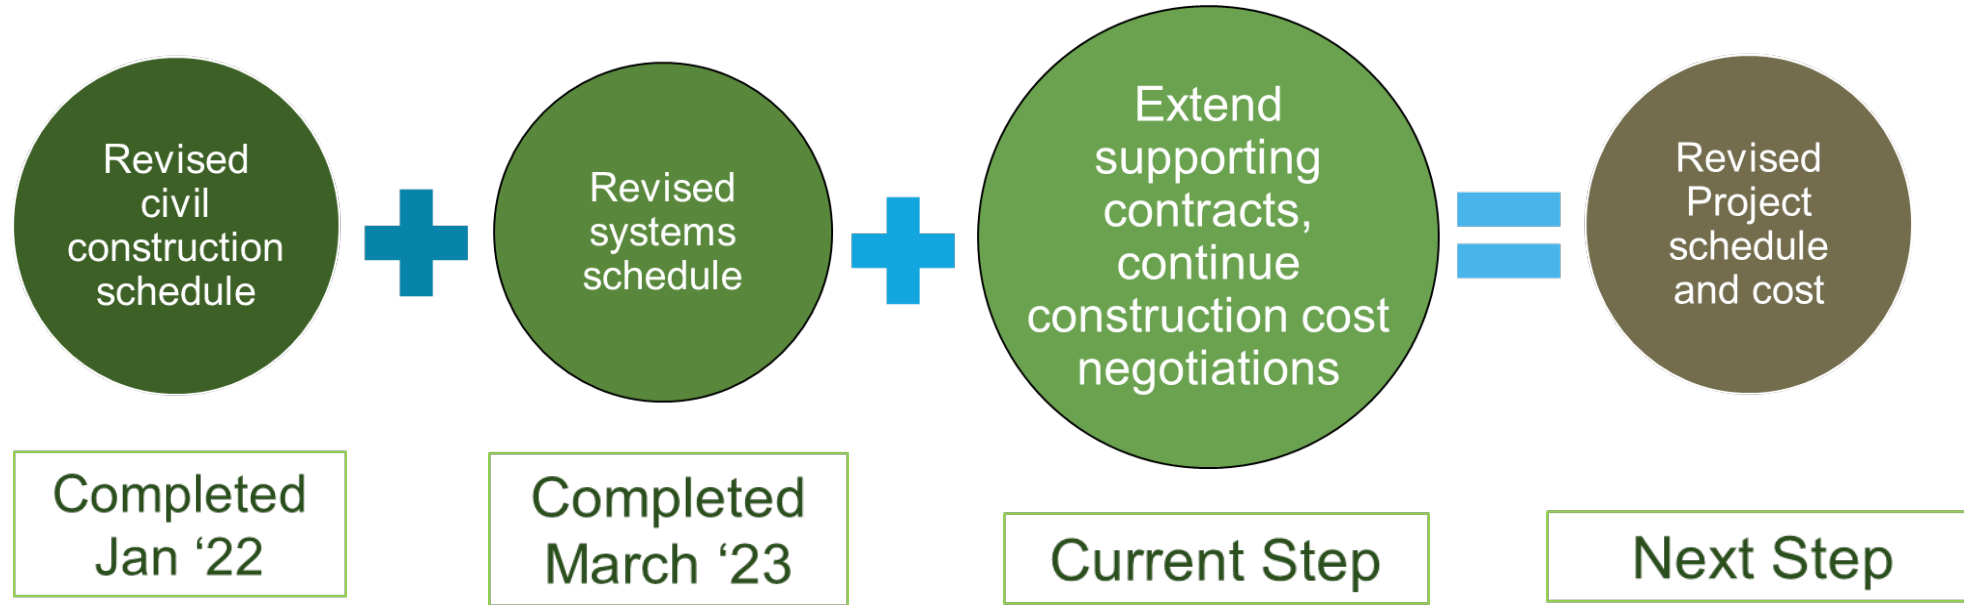 Revised
civil
construction
schedule
Revised
systems
schedule
Extend
supporting
contracts,
continue
construction cost
negotiations
Revised
Project
schedule
and cost
Completed
Jan ‘22
Completed
March ‘23
Current Step
Next Step